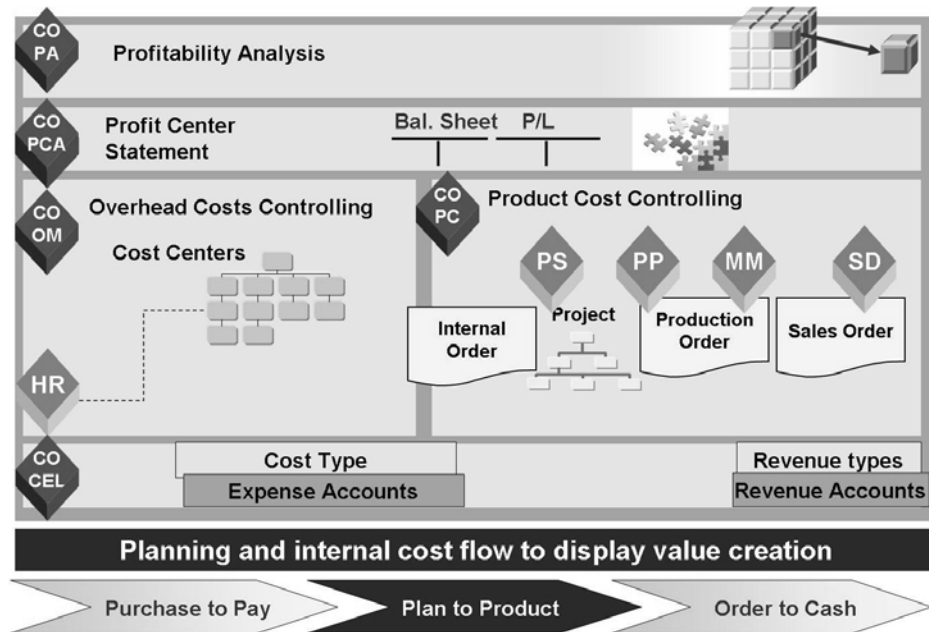 CO
PA
Profitability Analysis
CO
PCA
Profit Center
Statement
Bal. Sheet P/L
CO
OM
Overhead Costs Controlling
Cost Centers
HR
CO
PC
Product Cost Controlling
PS PP MM SD
Internal
Order
Project
Production
Order
Sales Order
CO
CEL
Cost Type
Expense Accounts
Revenue types
Revenue Accounts
Planning and internal cost flow to display value creation
Purchase to Pay
Plan to Product
Order to Cash